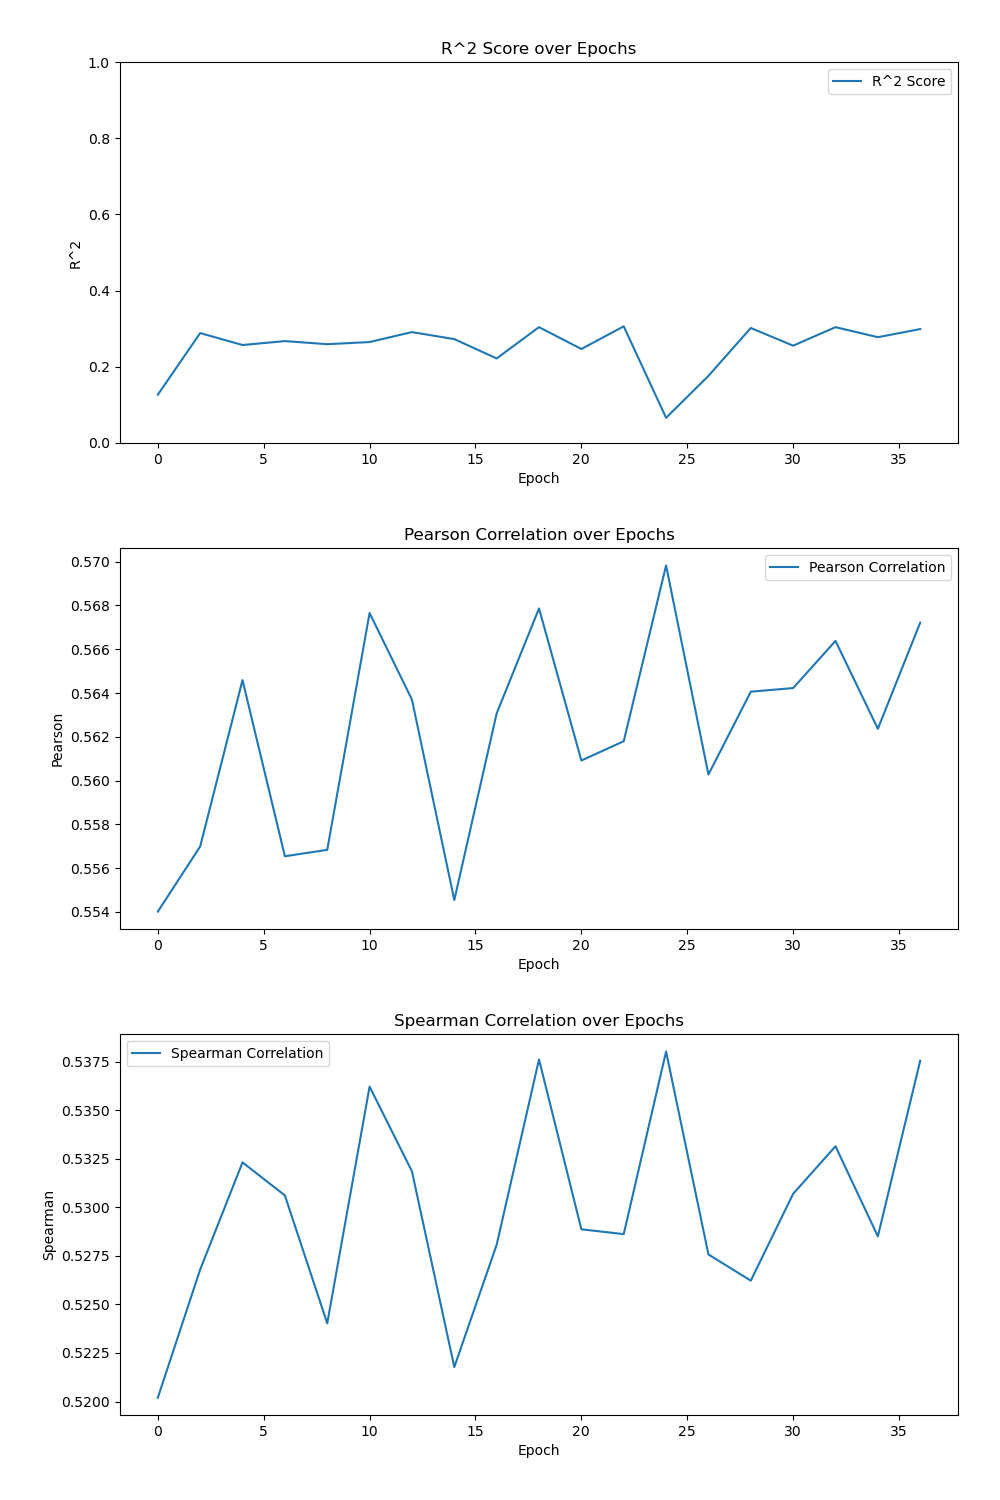 R^2 Score over Epochs
1.0
R^2 Score
0.8
0.6
R^2
0.4
0.2
0.0
0 5 10 15 20 25 30 35
Epoch
Pearson Correlation over Epochs
0.570
Pearson Correlation
0.568
0.566
0.564
Pearson
0.562
0.560
0.558
0.556
0.554
0 5 10 15 20 25 30 35
Epoch
Spearman Correlation over Epochs
Spearman Correlation
0.5375
0.5350
0.5325
0.5300
Spearman
0.5275
0.5250
0.5225
0.5200
0 5 10 15 20 25 30 35
Epoch